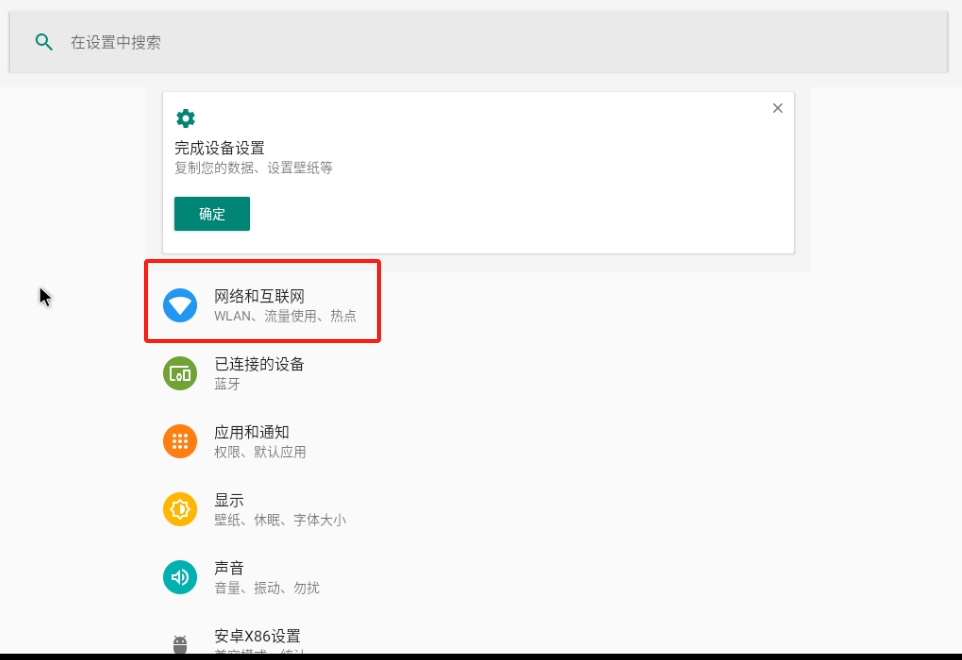 在设置中搜索
完成设备设置
复制您的数据、设置壁纸等
确定
网络和互联网
WLAN、流量使用、热点
已连接的设备
蓝牙
应用和通知
权限、默认应用
显示
壁纸、休眠、字体大小
声音
音量、振动、勿扰
安卓X86设置